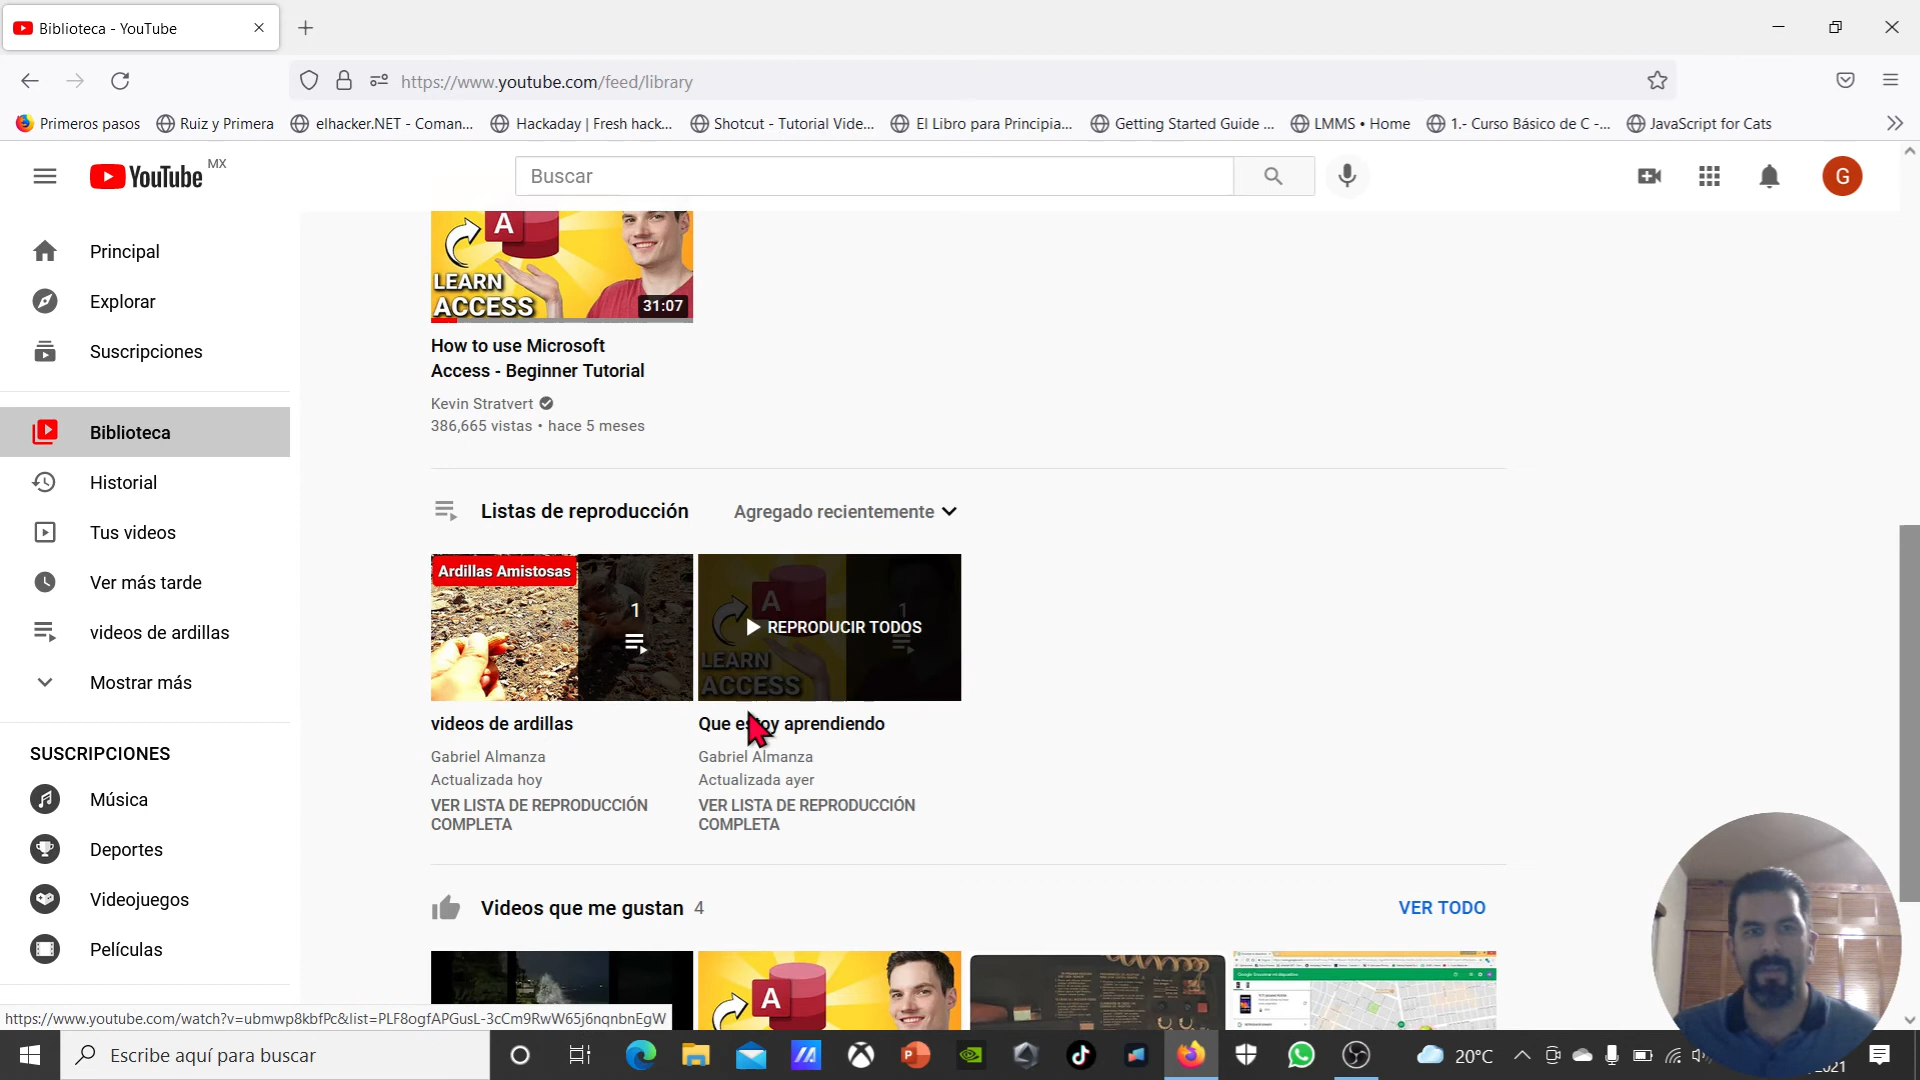 Biblioteca - YouTube
https://www.youtube.com/feed/library
Primeros pasos
Ruiz y Primera
elhacker.NET - Coman...
Hackaday | Fresh hack...
Shotcut - Tutorial Vide...
El Libro para Principia...
Getting Started Guide ...
LMMS • Home
1.- Curso Básico de C -...
JavaScript for Cats
YouTube MX
Buscar
G
Principal
Explorar
Suscripciones
Biblioteca
Historial
Tus videos
Ver más tarde
videos de ardillas
Mostrar más
SUSCRIPCIONES
Música
Deportes
Videojuegos
Películas
A
LEARN
ACCESS
31:07
How to use Microsoft
Access - Beginner Tutorial
Kevin Stratvert
386,665 vistas • hace 5 meses
Listas de reproducción
Agregado recientemente
Ardillas Amistosas
1
A
1
REPRODUCIR TODOS
LEARN
ACCESS
videos de ardillas
Gabriel Almanza
Actualizada hoy
VER LISTA DE REPRODUCCIÓN
COMPLETA
Que estoy aprendiendo
Gabriel Almanza
Actualizada ayer
VER LISTA DE REPRODUCCIÓN
COMPLETA
Videos que me gustan 4
VER TODO
A
https://www.youtube.com/watch?v=ubmwp8kbfPc&list=PLF8ogfAPGusL-3cCm9RwW65j6nqnbnEgW
Escribe aquí para buscar
20°C